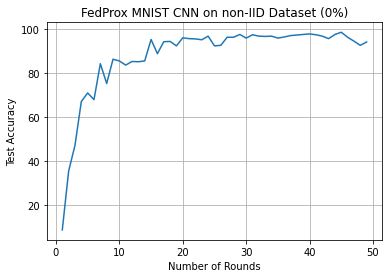 FedProx MNIST CNN on non-IID Dataset (0%)
100
80
60
40
20
Test Accuracy
0 10 20 30 40 50
Number of Rounds